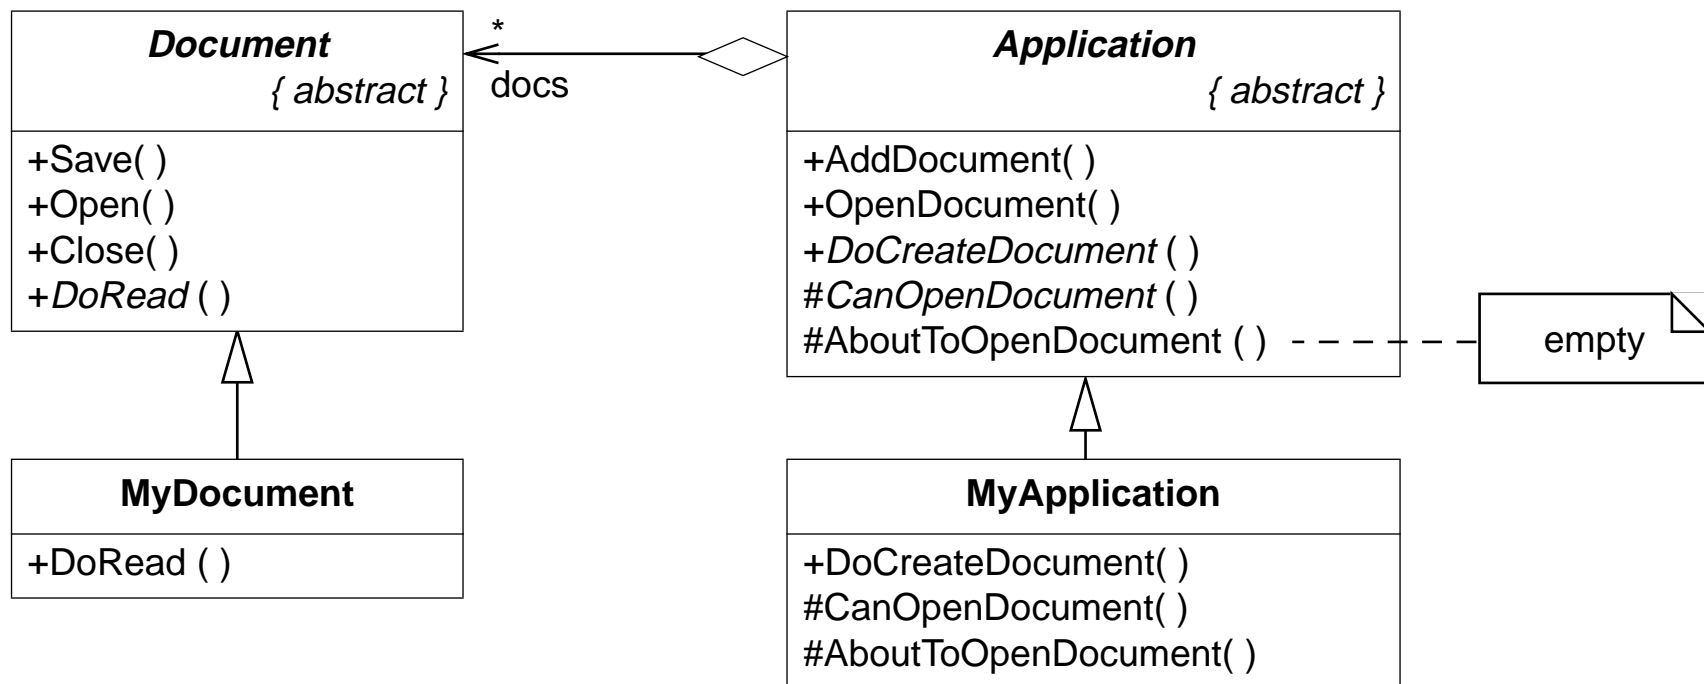 Document
{ abstract }
+Save( )
+Open( )
+Close( )
+DoRead ( )
*
docs
Application
{ abstract }
+AddDocument( )
+OpenDocument( )
+DoCreateDocument ( )
#CanOpenDocument ( )
#AboutToOpenDocument ( )
empty
MyDocument
+DoRead ( )
MyApplication
+DoCreateDocument( )
#CanOpenDocument( )
#AboutToOpenDocument( )